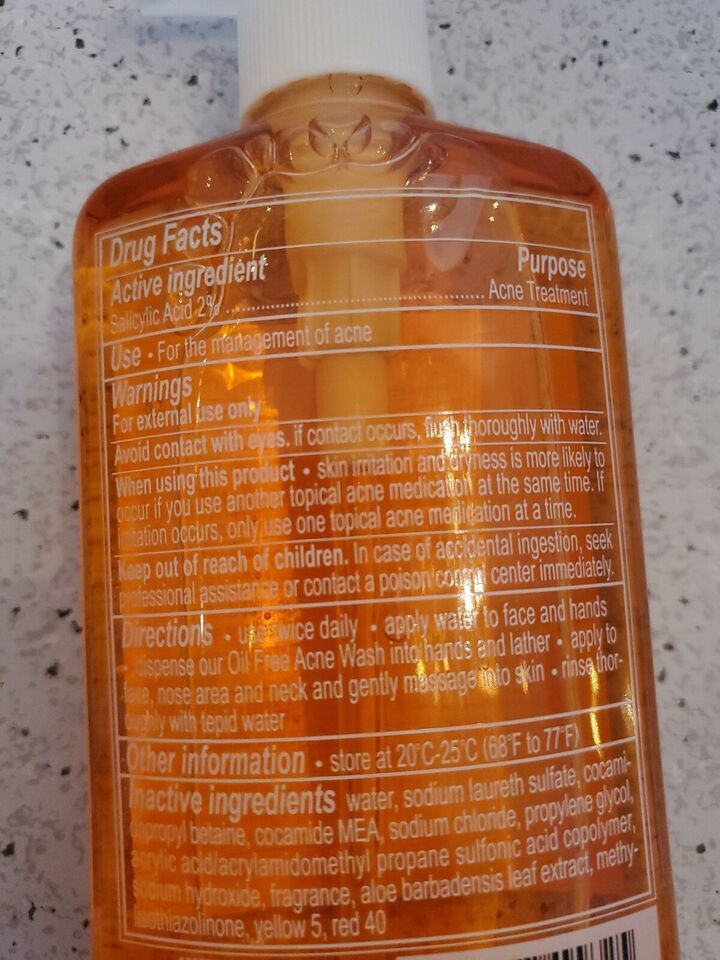 Drug Facts
Active ingredient Purpose
Salicylic Acid 2% Acne Treatment
Use • For the management of acne
Warnings
For external use only
Avoid contact with eyes. if contact occurs, flush thoroughly with water.
When using this product • skin irritation and dryness is more likely to
occur if you use another topical acne medication at the same time. If
irritation occurs, only use one topical acne medication at a time.
Keep out of reach of children. In case of accidental ingestion, seek
professional assistance or contact a poison control center immediately.
Directions • use twice daily • apply water to face and hands
• dispense our Oil Free Acne Wash into hands and lather • apply to
face, nose area and neck and gently massage into skin • rinse thor-
oughly with tepid water
Other information • store at 20°C-25°C (68°F to 77°F)
Inactive ingredients water, sodium laureth sulfate, cocami-
dopropyl betaine, cocamide MEA, sodium chloride, propylene glycol,
acrylic acid/acrylamidomethyl propane sulfonic acid copolymer,
sodium hydroxide, fragrance, aloe barbadensis leaf extract, methy-
lisothiazolinone, yellow 5, red 40